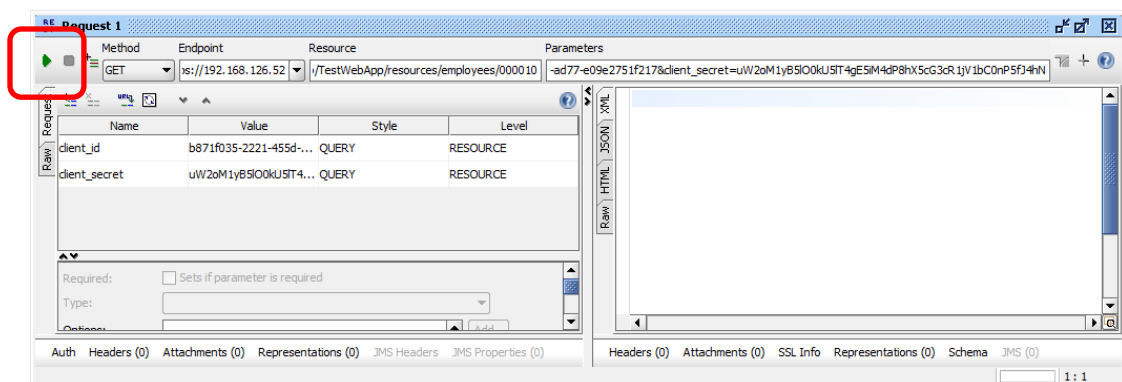 Request 1
Method Endpoint Resource Parameters
GET os://192.168.126.52 /TestWebApp/resources/employees/000010 -ad77-e09e2751f217&client_secret=uW2oM1yB5lO0kU5lT4gE5iM4dP8hX5cG3cR1jV1bC0nP5fJ4hN
Request
Raw
Name Value Style Level
client_id b871f035-2221-455d-... QUERY RESOURCE
client_secret uW2oM1yB5lO0kU5lT4... QUERY RESOURCE
Required: Sets if parameter is required
Type:
Options: Add..
XML
JSON
HTML
Raw
Auth Headers (0) Attachments (0) Representations (0) JMS Headers JMS Properties (0)
Headers (0) Attachments (0) SSL Info Representations (0) Schema JMS (0)
1 : 1